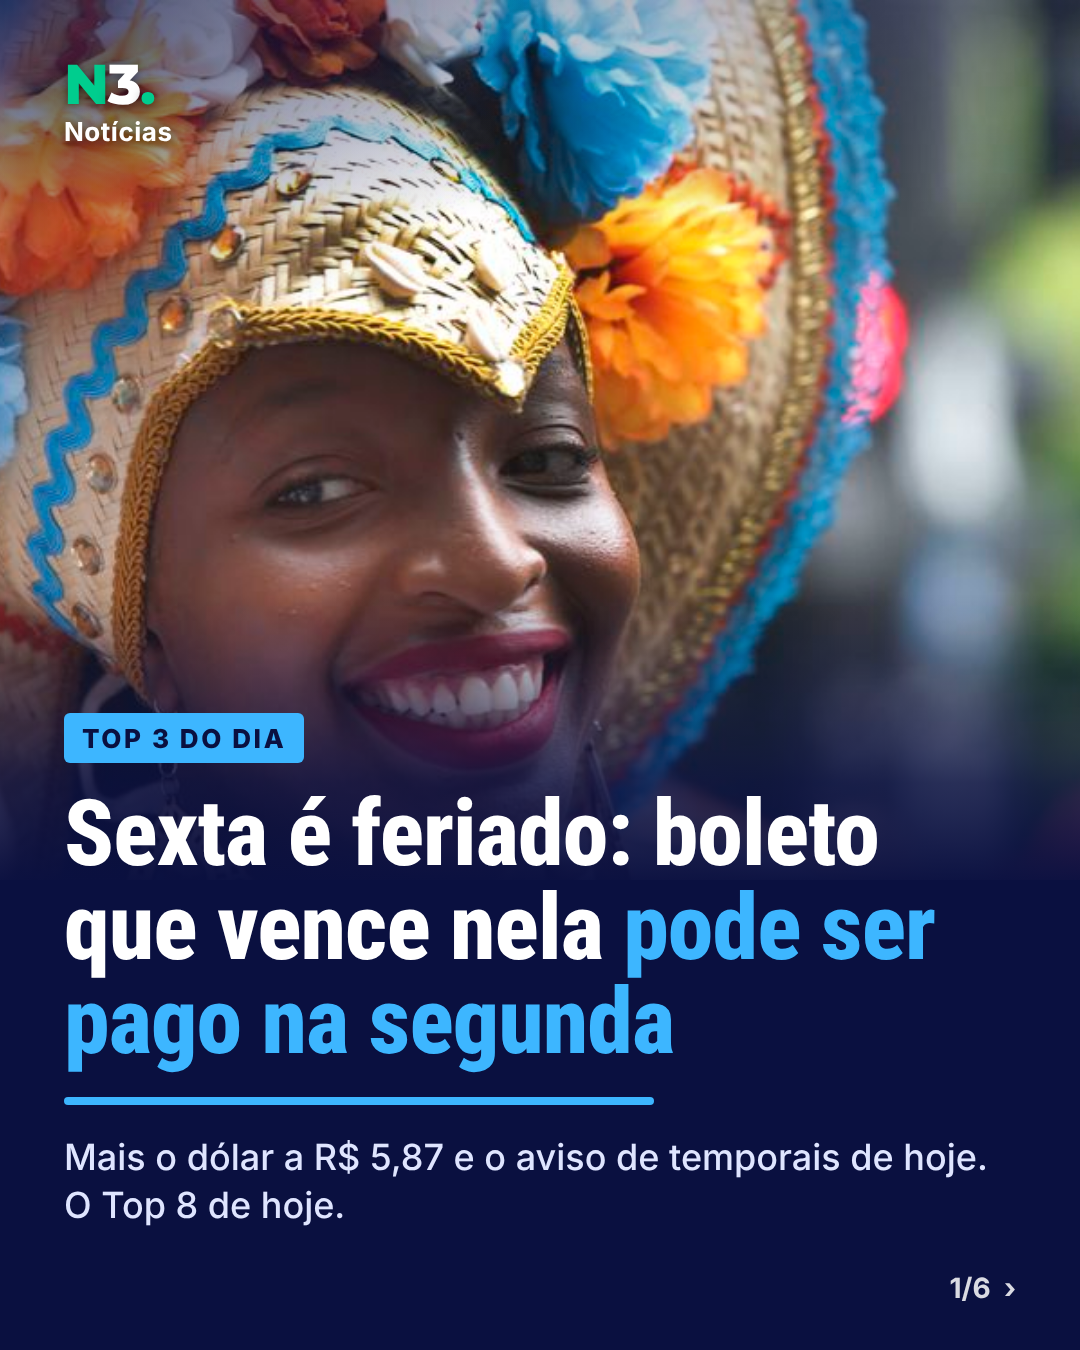 N3.
Notícias
TOP 3 DO DIA
Sexta é feriado: boleto
que vence nela pode ser
pago na segunda
Mais o dólar a R$ 5,87 e o aviso de temporais de hoje.
O Top 8 de hoje.
1/6 ›